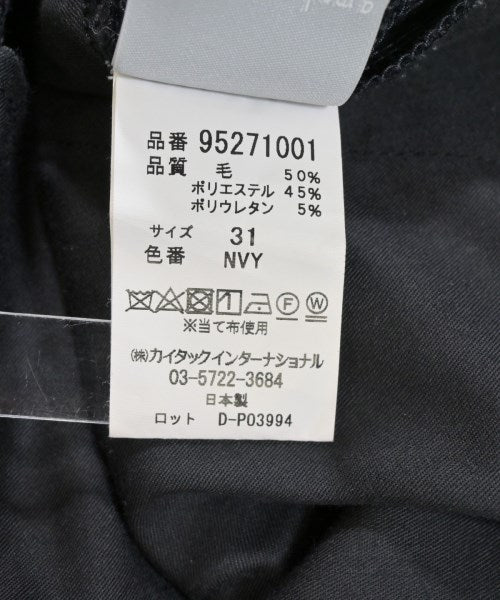 品番 95271001
品質 毛 50%
ポリエステル 45%
ポリウレタン 5%
サイズ 31
色番 NVY
※当て布使用
㈱カイタックインターナショナル
03-5722-3684
日本製
ロット D-P03994